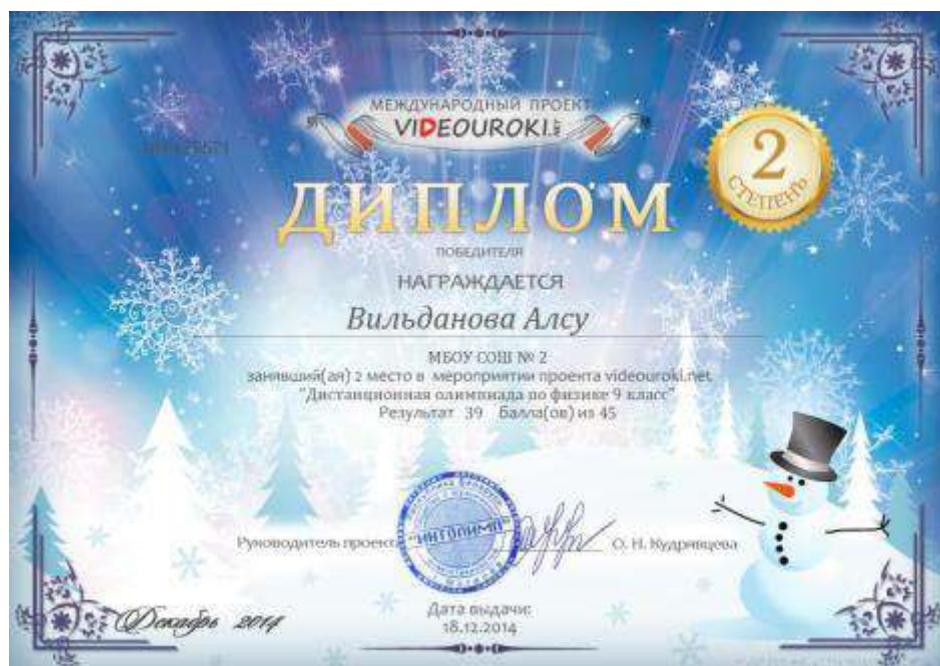 МЕЖДУНАРОДНЫЙ ПРОЕКТ
VIDEOUROKI.NET
2
СТЕПЕНЬ
ДИПЛОМ
ПОБЕДИТЕЛЯ
НАГРАЖДАЕТСЯ
Вильданова Алсу
МБОУ СОШ № 2
занявший(ая) 2 место в мероприятии проекта videouroki.net
"Дистанционная олимпиада по физике 9 класс"
Результат 39 Балла(ов) из 45
Руководитель проекта
"ИНТОЛИМП"
О. Н. Кудрявцева
Декабрь 2014
Дата выдачи:
18.12.2014